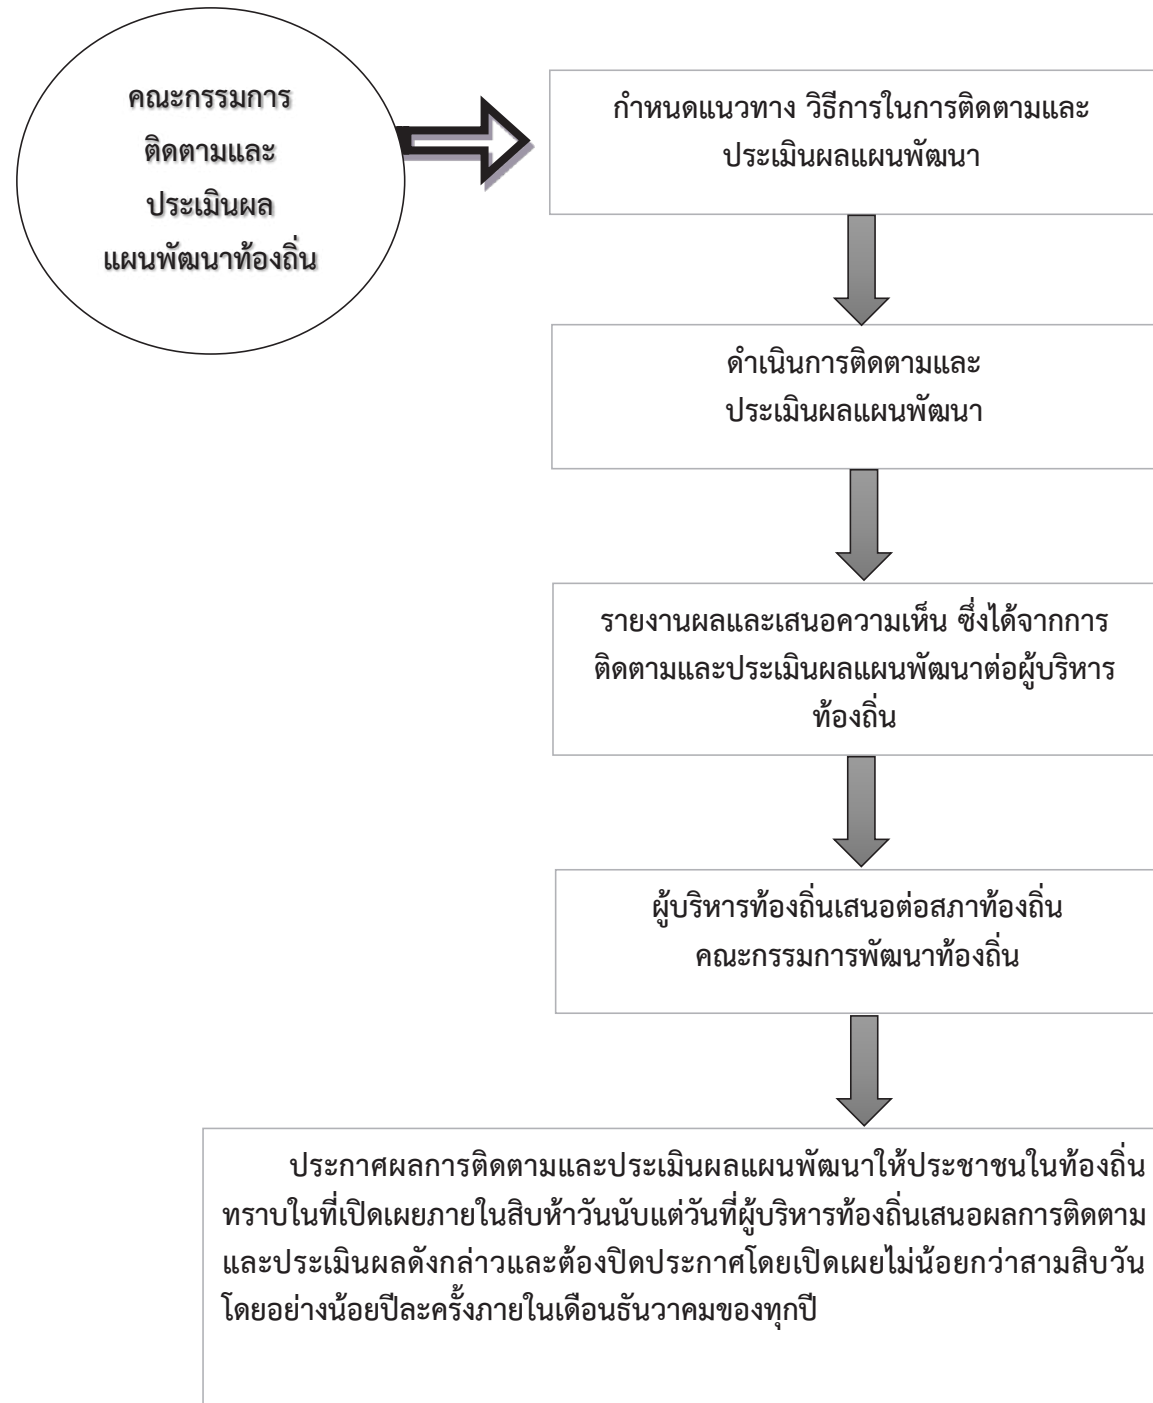 คณะกรรมการ
ติดตามและ
ประเมินผล
แผนพัฒนาท้องถิ่น
กำหนดแนวทาง วิธีการในการติดตามและ
ประเมินผลแผนพัฒนา
ดำเนินการติดตามและ
ประเมินผลแผนพัฒนา
รายงานผลและเสนอความเห็น ซึ่งได้จากการ
ติดตามและประเมินผลแผนพัฒนาต่อผู้บริหาร
ท้องถิ่น
ผู้บริหารท้องถิ่นเสนอต่อสภาท้องถิ่น
คณะกรรมการพัฒนาท้องถิ่น
ประกาศผลการติดตามและประเมินผลแผนพัฒนาให้ประชาชนในท้องถิ่น
ทราบในที่เปิดเผยภายในสิบห้าวันนับแต่วันที่ผู้บริหารท้องถิ่นเสนอผลการติดตาม
และประเมินผลดังกล่าวและต้องปิดประกาศโดยเปิดเผยไม่น้อยกว่าสามสิบวัน
โดยอย่างน้อยปีละครั้งภายในเดือนธันวาคมของทุกปี